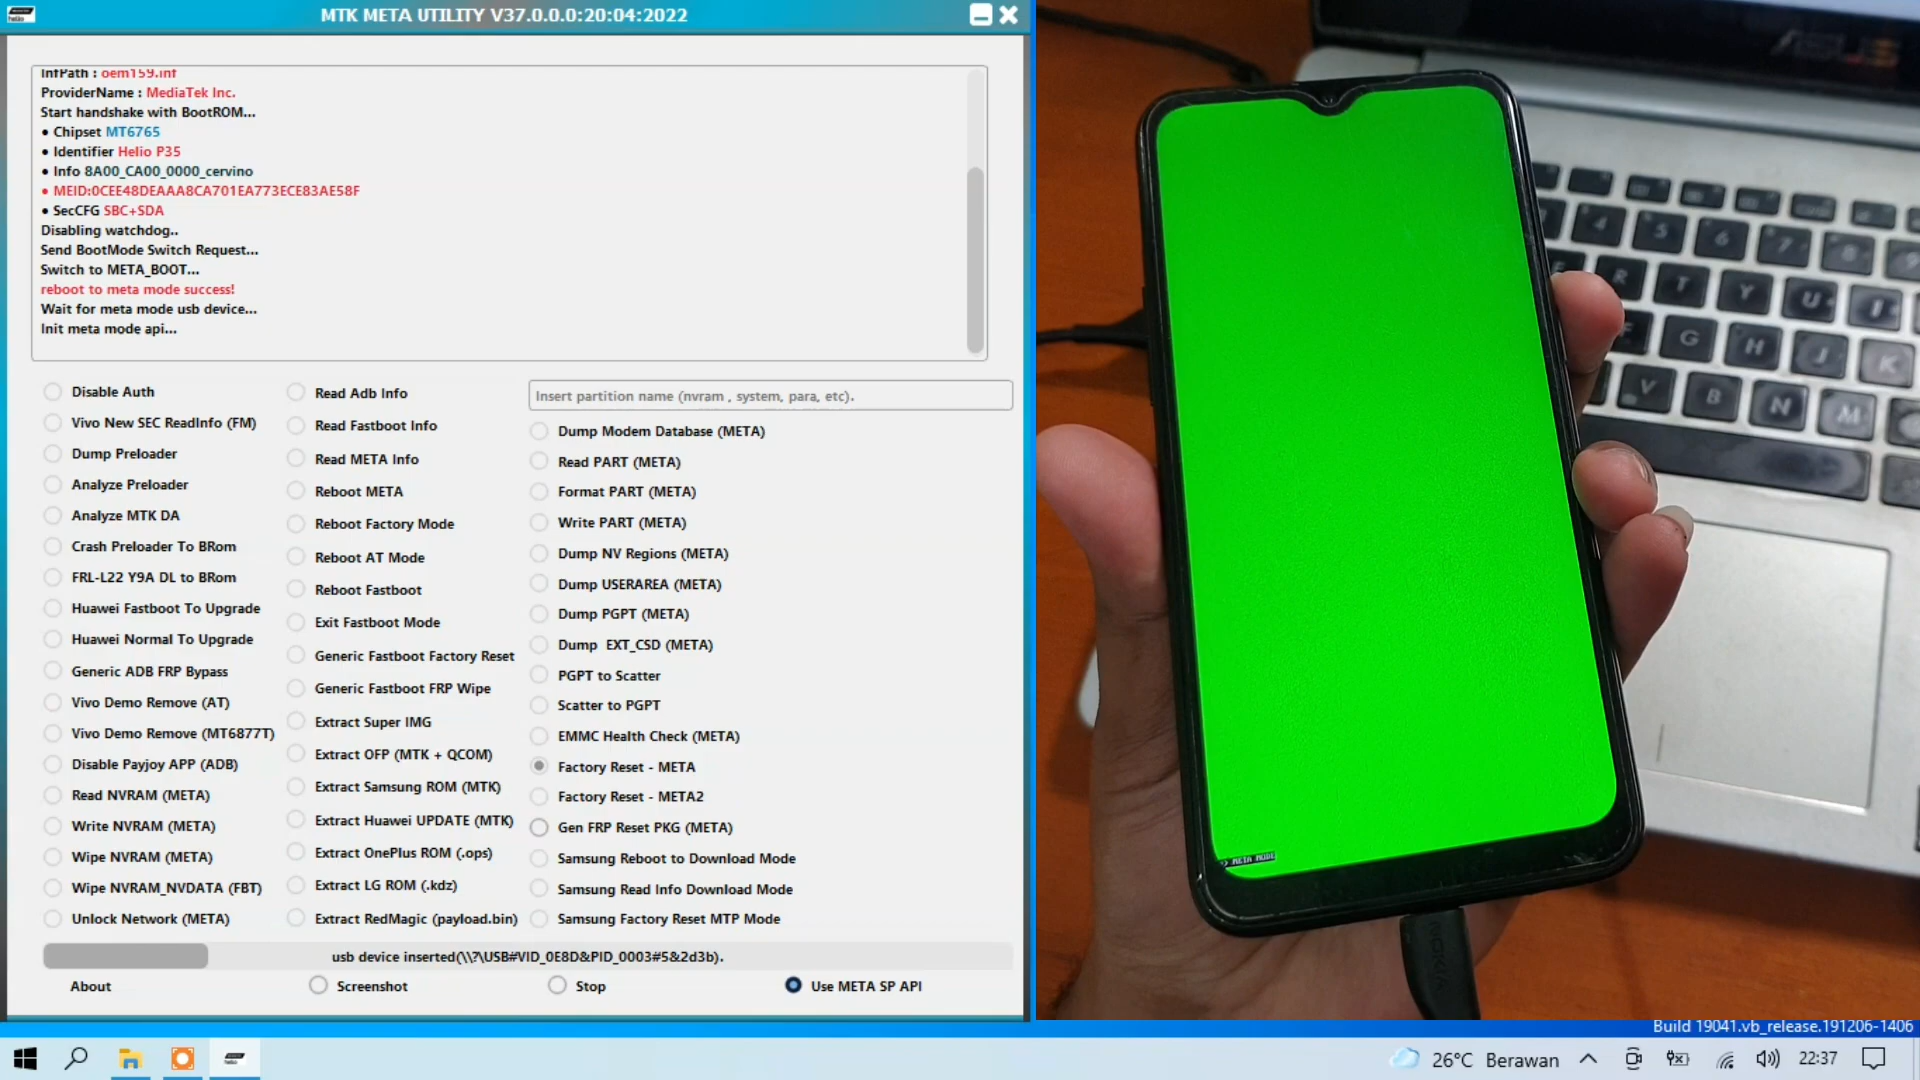 MTK META UTILITY V37.0.0.0:20:04:2022
InfPath : oem159.inf
ProviderName : MediaTek Inc.
Start handshake with BootROM...
• Chipset MT6765
• Identifier Helio P35
• Info 8A00_CA00_0000_cervino
• MEID:0CEE48DEAAA8CA701EA773ECE83AE58F
• SecCFG SBC+SDA
Disabling watchdog..
Send BootMode Switch Request...
Switch to META_BOOT...
reboot to meta mode success!
Wait for meta mode usb device...
Init meta mode api...
Disable Auth
Vivo New SEC ReadInfo (FM)
Dump Preloader
Analyze Preloader
Analyze MTK DA
Crash Preloader To BRom
FRL-L22 Y9A DL to BRom
Huawei Fastboot To Upgrade
Huawei Normal To Upgrade
Generic ADB FRP Bypass
Vivo Demo Remove (AT)
Vivo Demo Remove (MT6877T)
Disable Payjoy APP (ADB)
Read NVRAM (META)
Write NVRAM (META)
Wipe NVRAM (META)
Wipe NVRAM_NVDATA (FBT)
Unlock Network (META)
Read Adb Info
Read Fastboot Info
Read META Info
Reboot META
Reboot Factory Mode
Reboot AT Mode
Reboot Fastboot
Exit Fastboot Mode
Generic Fastboot Factory Reset
Generic Fastboot FRP Wipe
Extract Super IMG
Extract OFP (MTK + QCOM)
Extract Samsung ROM (MTK)
Extract Huawei UPDATE (MTK)
Extract OnePlus ROM (.ops)
Extract LG ROM (.kdz)
Extract RedMagic (payload.bin)
Insert partition name (nvram , system, para, etc).
Dump Modem Database (META)
Read PART (META)
Format PART (META)
Write PART (META)
Dump NV Regions (META)
Dump USERAREA (META)
Dump PGPT (META)
Dump EXT_CSD (META)
PGPT to Scatter
Scatter to PGPT
EMMC Health Check (META)
Factory Reset - META
Factory Reset - META2
Gen FRP Reset PKG (META)
Samsung Reboot to Download Mode
Samsung Read Info Download Mode
Samsung Factory Reset MTP Mode
usb device inserted(\\?\USB#VID_0E8D&PID_0003#5&2d3b).
About
Screenshot
Stop
Use META SP API
META MODE
NOKIA
Build 19041.vb_release.191206-1406
26°C Berawan
22:37